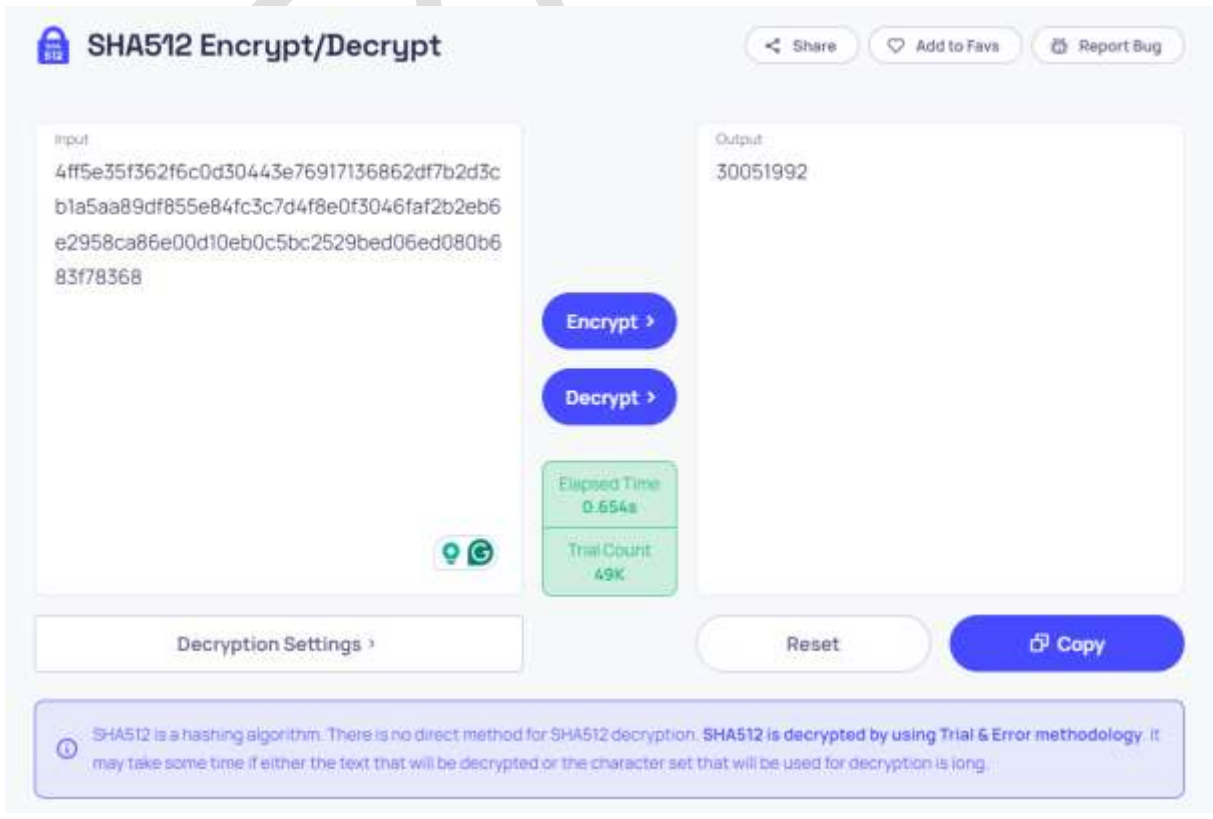 SHA512 Encrypt/Decrypt
Share
Add to Favs
Report Bug
Input
4ff5e35f362f6c0d30443e76917136862df7b2d3c
b1a5aa89df855e84fc3c7d4f8e0f3046faf2b2eb6
e2958ca86e00d10eb0c5bc2529bed06ed080b6
83f78368
Output
30051992
Encrypt >
Decrypt >
Elapsed Time
0.654s
Trial Count
49K
Decryption Settings >
Reset
Copy
SHA512 is a hashing algorithm. There is no direct method for SHA512 decryption. SHA512 is decrypted by using Trial & Error methodology. It
may take some time if either the text that will be decrypted or the character set that will be used for decryption is long.